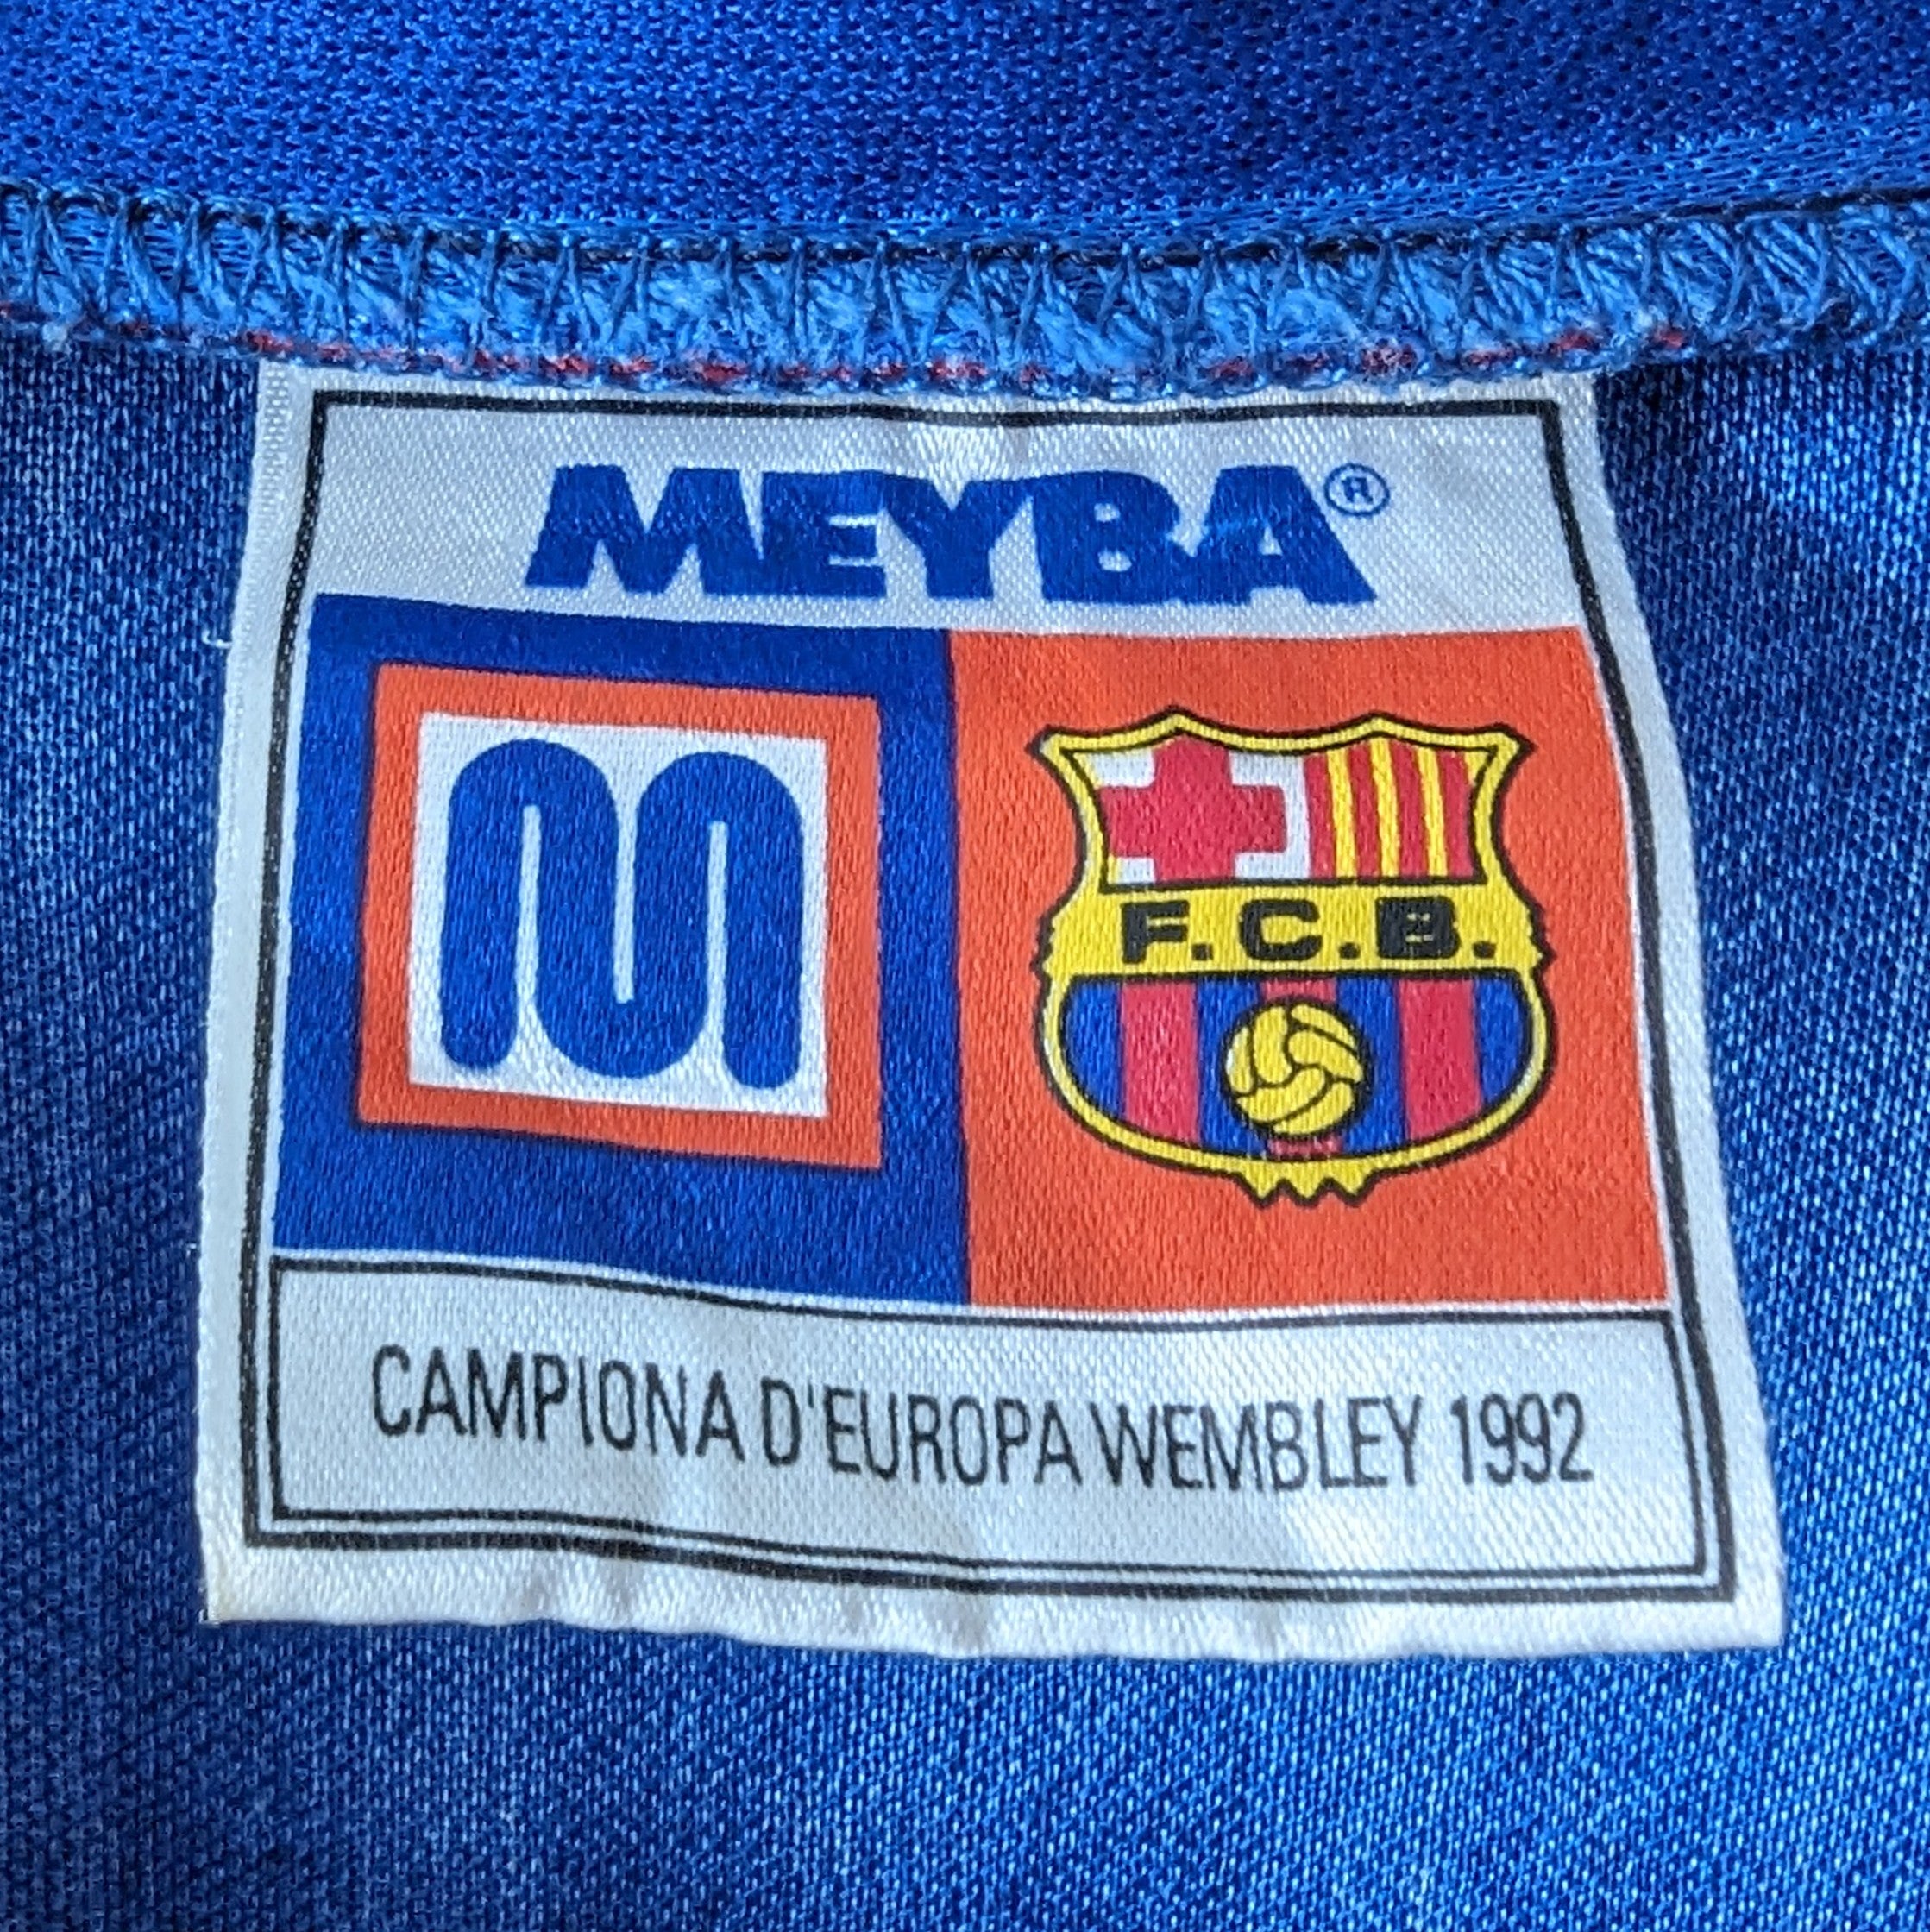 MEYBA®
F.C.B.
CAMPIONA D'EUROPA WEMBLEY 1992